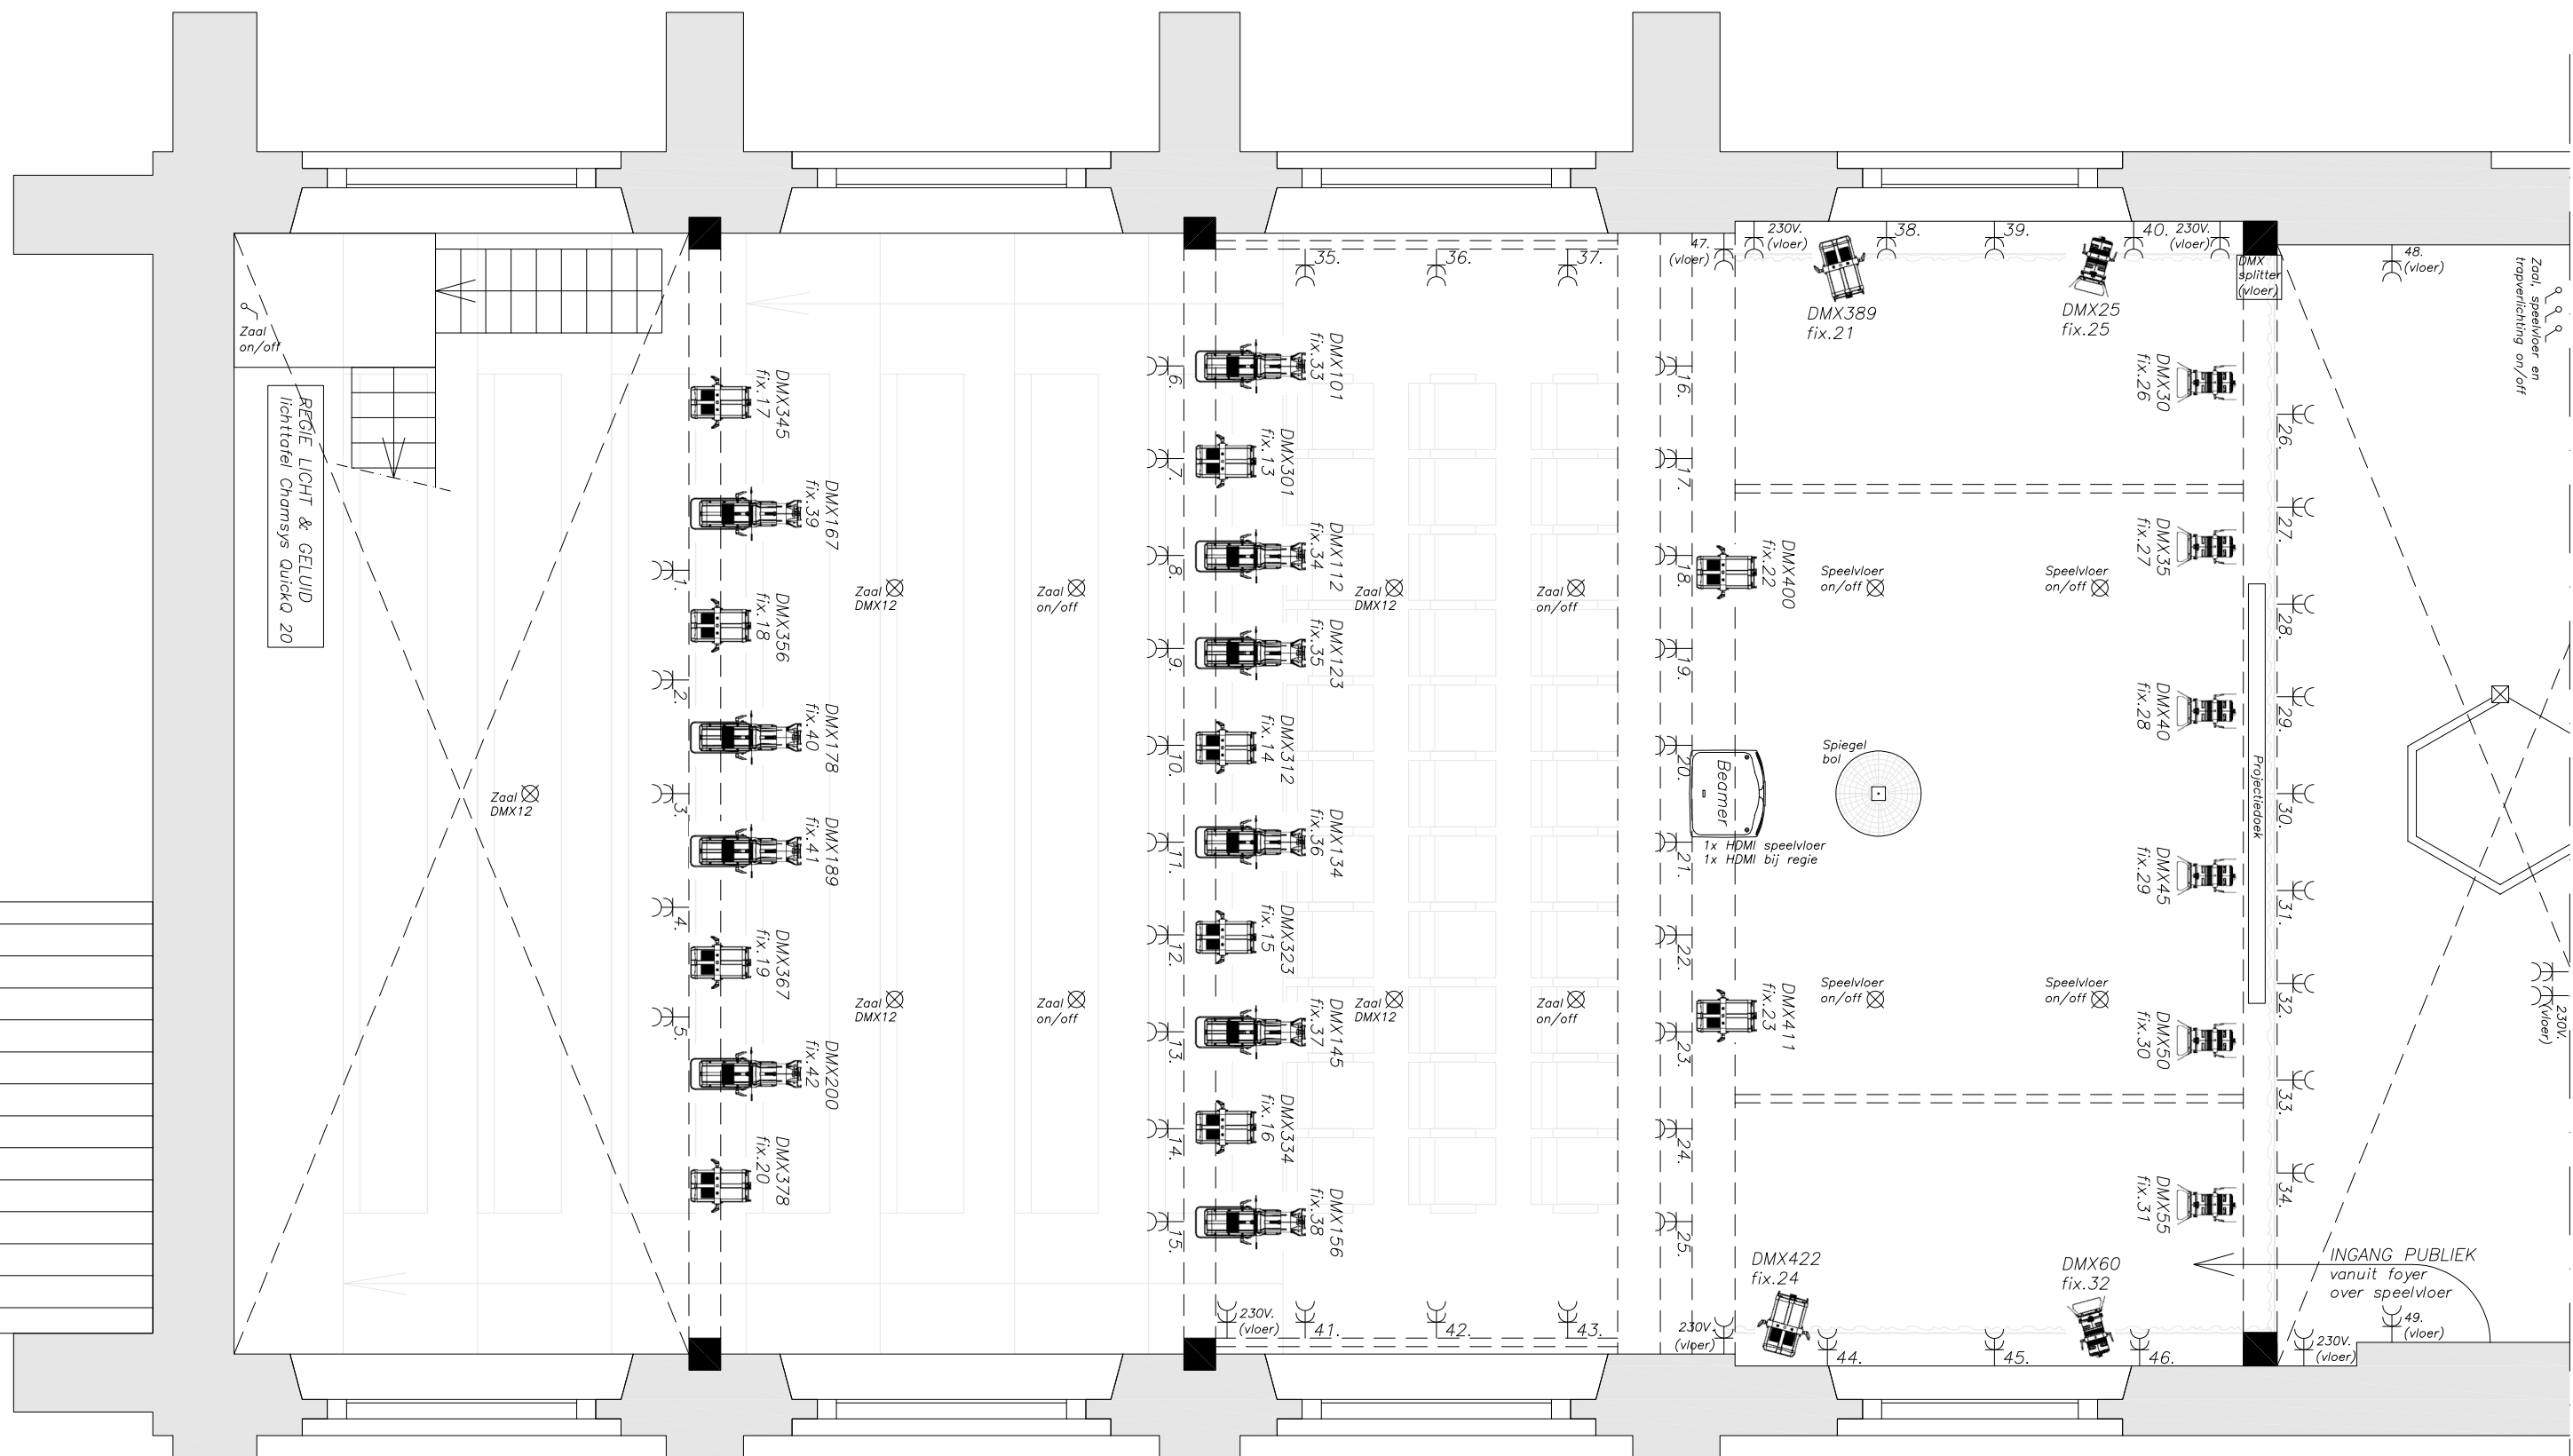 Zaal
on/off
REGIE LICHT & GELUID
lichttafel Chamsys QuickQ 20
Zaal
DMX12
1.
2.
3.
4.
5.
DMX345
fix.17
DMX167
fix.39
DMX356
fix.18
DMX178
fix.40
DMX189
fix.41
DMX367
fix.19
DMX200
fix.42
DMX378
fix.20
Zaal
DMX12
Zaal
on/off
Zaal
DMX12
Zaal
on/off
6.
7.
8.
9.
10.
11.
12.
13.
14.
15.
DMX101
fix.33
DMX301
fix.13
DMX112
fix.34
DMX123
fix.35
DMX312
fix.14
DMX134
fix.36
DMX323
fix.15
DMX145
fix.37
DMX334
fix.16
DMX156
fix.38
35.
36.
37.
Zaal
DMX12
Zaal
on/off
Zaal
DMX12
Zaal
on/off
230V.
(vloer)
41.
42.
43.
47.
(vloer)
16.
17.
18.
19.
20.
21.
22.
23.
24.
25.
230V.
(vloer)
230V.
(vloer)
38.
39.
40.
230V.
(vloer)
DMX
splitter
(vloer)
DMX389
fix.21
DMX25
fix.25
DMX400
fix.22
DMX411
fix.23
Speelvloer
on/off
Speelvloer
on/off
Spiegel
bol
Beamer
1x HDMI speelvloer
1x HDMI bij regie
Speelvloer
on/off
Speelvloer
on/off
DMX30
fix.26
DMX35
fix.27
DMX40
fix.28
DMX45
fix.29
DMX50
fix.30
DMX55
fix.31
Projectiedoek
DMX422
fix.24
DMX60
fix.32
44.
45.
46.
26.
27.
28.
29.
30.
31.
32.
33.
34.
48.
(vloer)
Zaal, speelvloer en
trapverlichting on/off
230V.
(vloer)
INGANG PUBLIEK
vanuit foyer
over speelvloer
49.
(vloer)
230V.
(vloer)